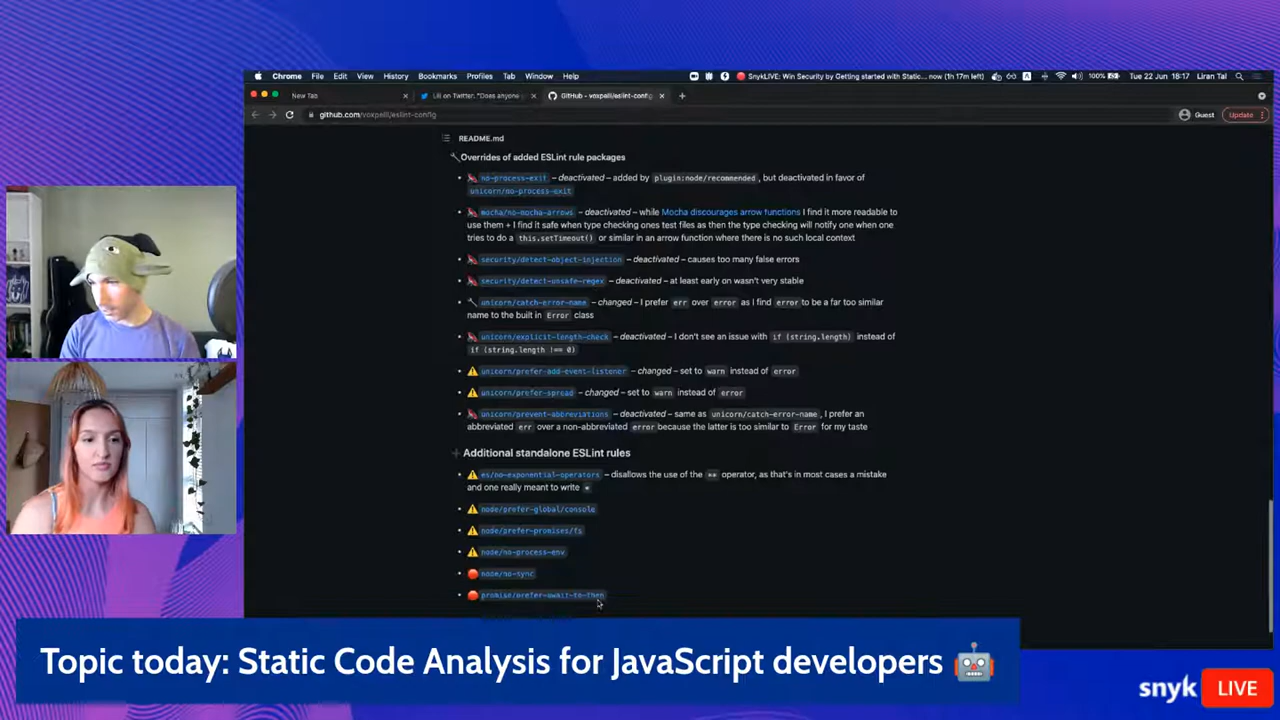 Chrome File Edit View History Bookmarks Profiles Tab Window Help
SnykLIVE: Win Security by Getting started with Static... now (1h 17m left)
100%
Tue 22 Jun 18:17 Liran Tal
New Tab
Lili on Twitter: "Does anyone
GitHub - voxpelli/eslint-config
github.com/voxpelli/eslint-config
Guest
Update
README.md
Overrides of added ESLint rule packages
no-process-exit – deactivated – added by plugin:node/recommended, but deactivated in favor of
unicorn/no-process-exit
mocha/no-mocha-arrows – deactivated – while Mocha discourages arrow functions I find it more readable to
use them + I find it safe when type checking ones test files as then the type checking will notify one when one
tries to do a this.setTimeout() or similar in an arrow function where there is no such local context
security/detect-object-injection – deactivated – causes too many false errors
security/detect-unsafe-regex – deactivated – at least early on wasn't very stable
unicorn/catch-error-name – changed – I prefer err over error as I find error to be a far too similar
name to the built in Error class
unicorn/explicit-length-check – deactivated – I don't see an issue with if (string.length) instead of
if (string.length !== 0)
unicorn/prefer-add-event-listener – changed – set to warn instead of error
unicorn/prefer-spread – changed – set to warn instead of error
unicorn/prevent-abbreviations – deactivated – same as unicorn/catch-error-name, I prefer an
abbreviated err over a non-abbreviated error because the latter is too similar to Error for my taste
Additional standalone ESLint rules
es/no-exponential-operators – disallows the use of the ** operator, as that's in most cases a mistake
and one really meant to write *
node/prefer-global/console
node/prefer-promises/fs
node/no-process-env
node/no-sync
promise/prefer-await-to-then
Topic today: Static Code Analysis for JavaScript developers
snyk LIVE